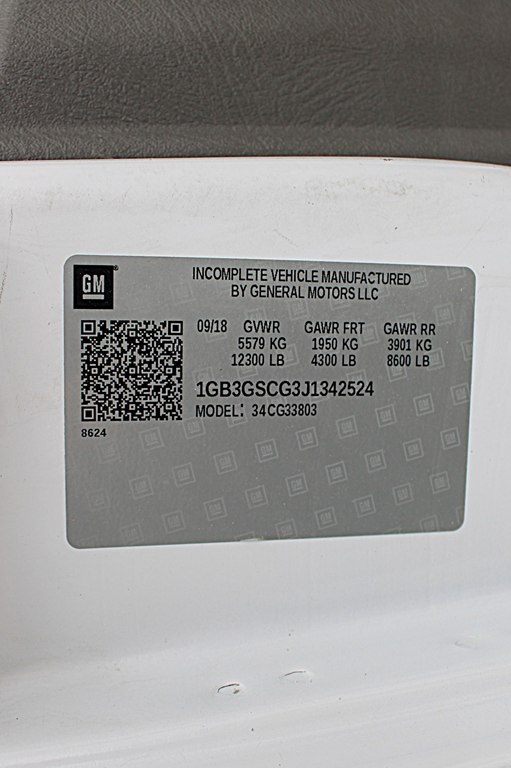 GM
INCOMPLETE VEHICLE MANUFACTURED
BY GENERAL MOTORS LLC
09/18 GVWR GAWR FRT GAWR RR
5579 KG 1950 KG 3901 KG
12300 LB 4300 LB 8600 LB
1GB3GSCG3J1342524
MODEL: 34CG33803
8624